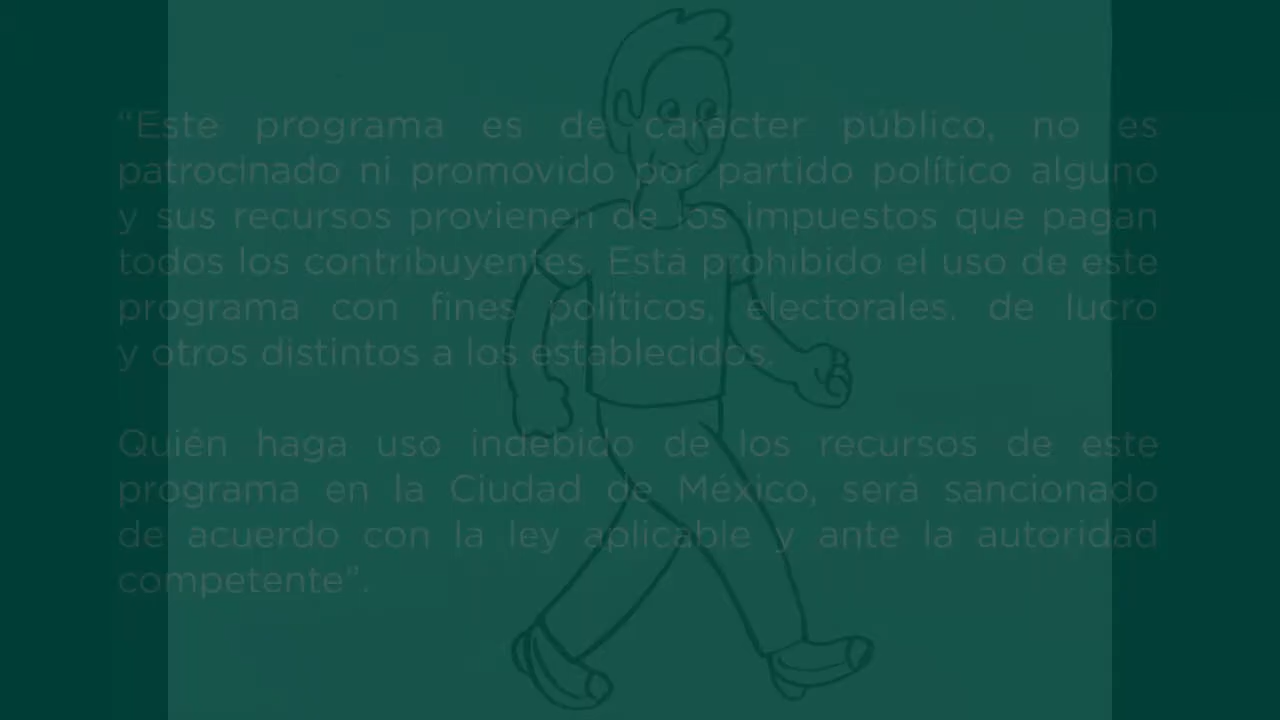 “Este programa es de carácter público, no es
patrocinado ni promovido por partido político alguno
y sus recursos provienen de los impuestos que pagan
todos los contribuyentes. Está prohibido el uso de este
programa con fines políticos, electorales. de lucro
y otros distintos a los establecidos.
Quién haga uso indebido de los recursos de este
programa en la Ciudad de México, será sancionado
de acuerdo con la ley aplicable y ante la autoridad
competente”.